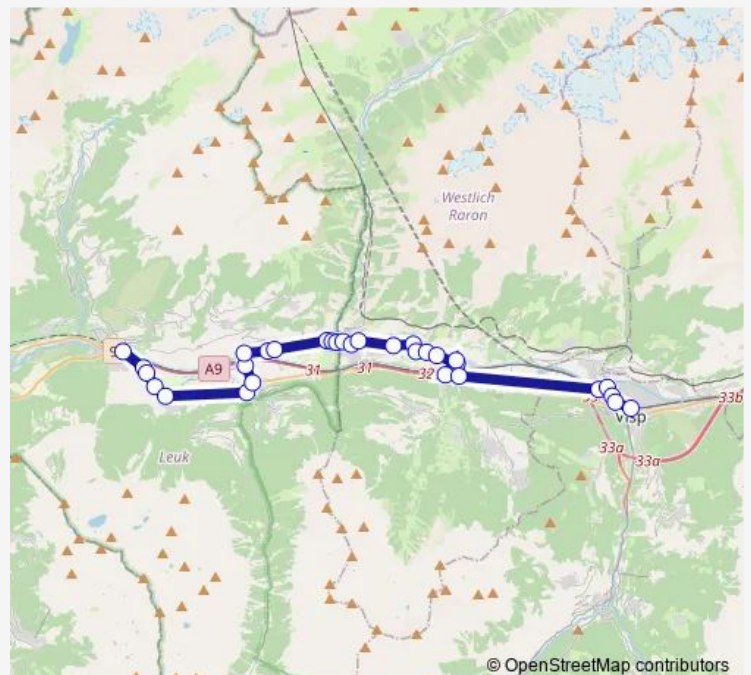 Westlich
Raron
A9
31
31
32
33b
Visp
33a
33a
Leuk
© OpenStreetMap contributors